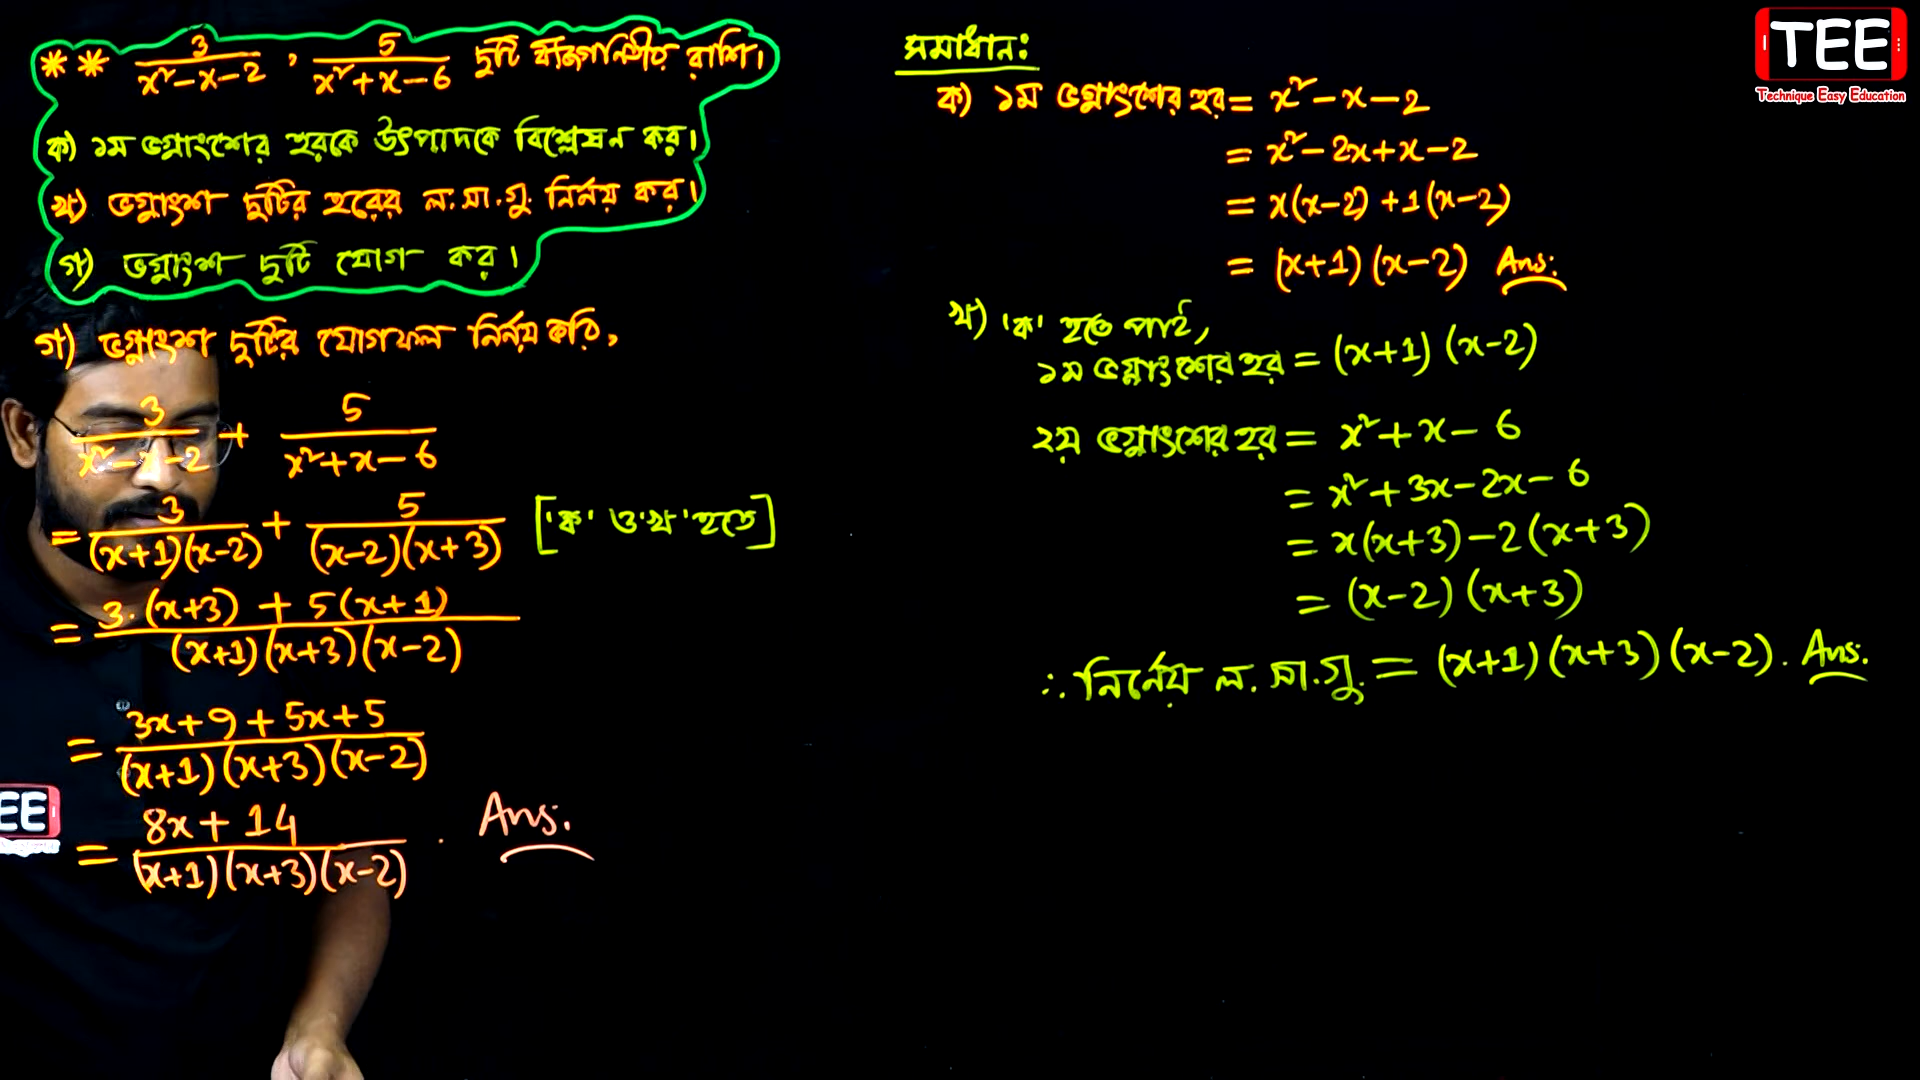 ** 3/(x²-x-2) , 5/(x²+x-6) দুটি বীজগানিতীয় রাশি।
ক) ১ম ভগ্নাংশের হরকে উৎপাদকে বিশ্লেষন কর।
খ) ভগ্নাংশ দুটির হরের ল.সা.গু. নির্নয় কর।
গ) ভগ্নাংশ দুটি যোগ কর।
গ) ভগ্নাংশ দুটির যোগফল নির্নয় করি,
3/(x²-x-2) + 5/(x²+x-6)
= 3/((x+1)(x-2)) + 5/((x-2)(x+3)) ['ক' ও 'খ' হতে]
= (3.(x+3) + 5(x+1))/((x+1)(x+3)(x-2))
= (3x+9+5x+5)/((x+1)(x+3)(x-2))
= (8x+14)/((x+1)(x+3)(x-2)) . Ans:
সমাধান:
ক) ১ম ভগ্নাংশের হর = x²-x-2
= x²-2x+x-2
= x(x-2)+1(x-2)
= (x+1)(x-2) Ans:
খ) 'ক' হতে পাই,
১ম ভগ্নাংশের হর = (x+1)(x-2)
২য় ভগ্নাংশের হর = x²+x-6
= x²+3x-2x-6
= x(x+3)-2(x+3)
= (x-2)(x+3)
∴ নির্নেয় ল.সা.গু. = (x+1)(x+3)(x-2). Ans.
TEE
Technique Easy Education
EE